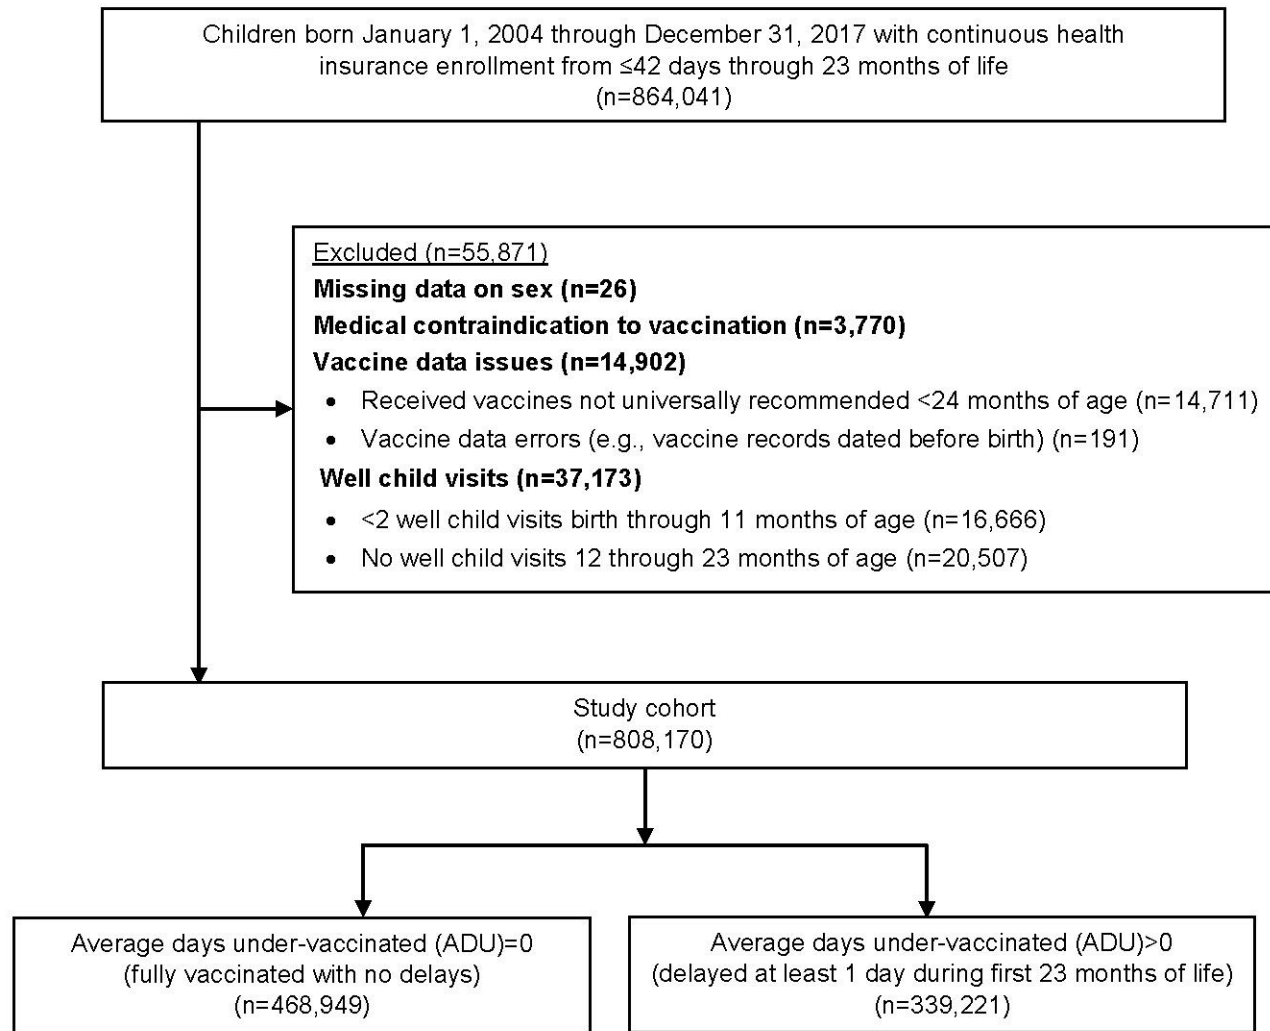 Children born January 1, 2004 through December 31, 2017 with continuous health
insurance enrollment from ≤42 days through 23 months of life
(n=864,041)
Excluded (n=55,871)
Missing data on sex (n=26)
Medical contraindication to vaccination (n=3,770)
Vaccine data issues (n=14,902)
• Received vaccines not universally recommended <24 months of age (n=14,711)
• Vaccine data errors (e.g., vaccine records dated before birth) (n=191)
Well child visits (n=37,173)
• <2 well child visits birth through 11 months of age (n=16,666)
• No well child visits 12 through 23 months of age (n=20,507)
Study cohort
(n=808,170)
Average days under-vaccinated (ADU)=0
(fully vaccinated with no delays)
(n=468,949)
Average days under-vaccinated (ADU)>0
(delayed at least 1 day during first 23 months of life)
(n=339,221)